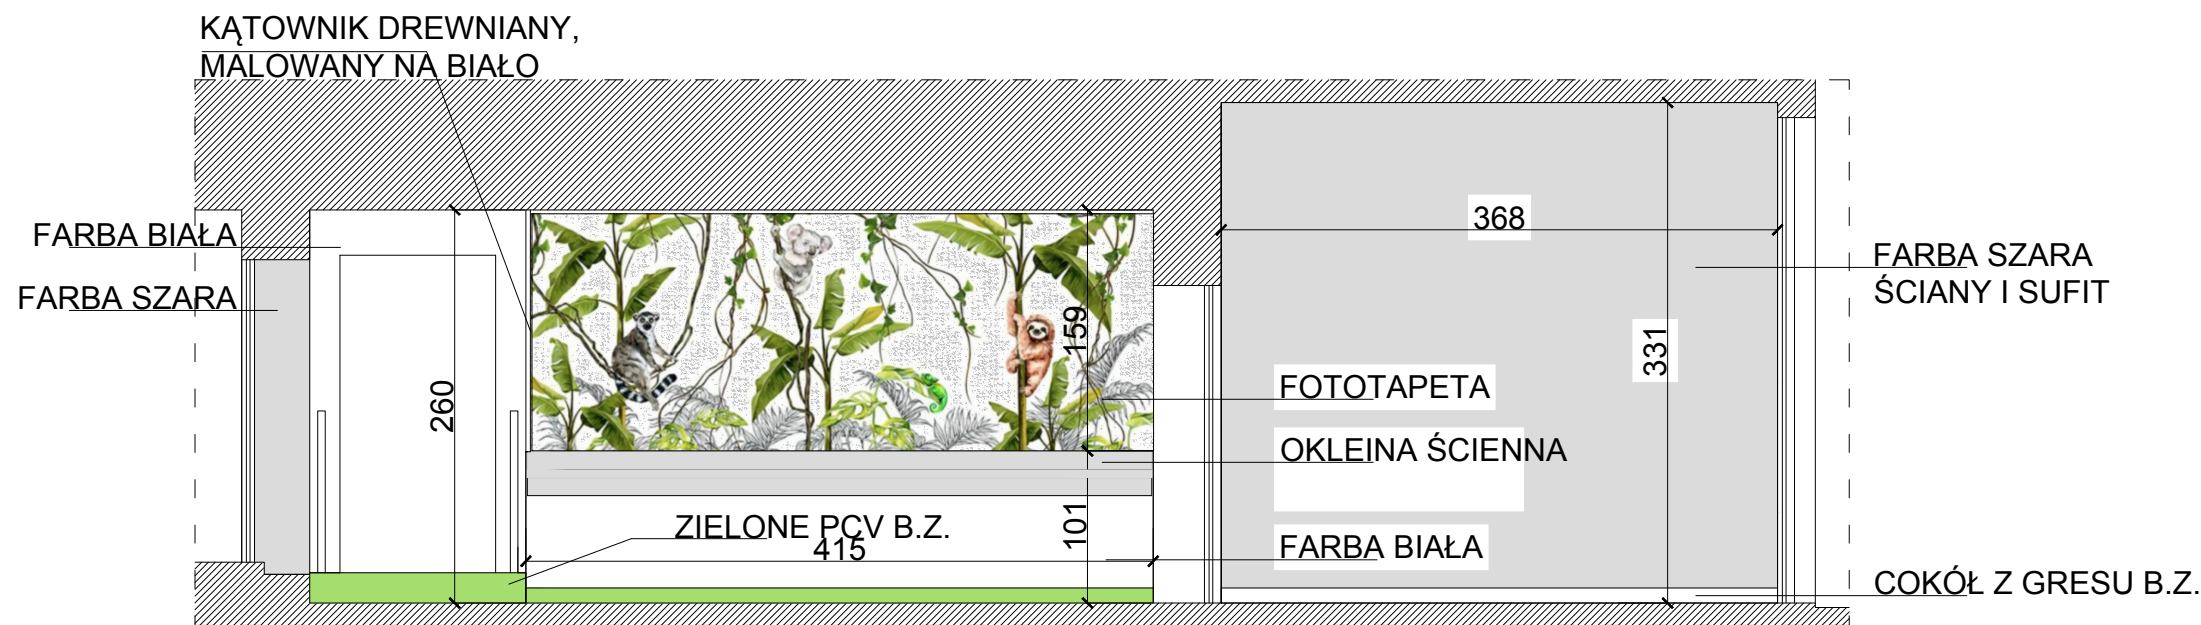 KĄTOWNIK DREWNIANY,
MALOWANY NA BIAŁO
FARBA BIAŁA
FARBA SZARA
260
159
101
415
ZIELONE PCV B.Z.
368
331
FOTOTAPETA
OKLEINA ŚCIENNA
FARBA BIAŁA
FARBA SZARA
ŚCIANY I SUFIT
COKÓŁ Z GRESU B.Z.